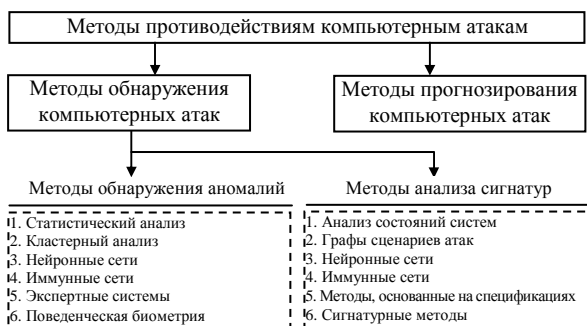 Методы противодействиям компьютерным атакам
Методы обнаружения
компьютерных атак
Методы прогнозирования
компьютерных атак
Методы обнаружения аномалий
1. Статистический анализ
2. Кластерный анализ
3. Нейронные сети
4. Иммунные сети
5. Экспертные системы
6. Поведенческая биометрия
Методы анализа сигнатур
1. Анализ состояний систем
2. Графы сценариев атак
3. Нейронные сети
4. Иммунные сети
5. Методы, основанные на спецификациях
6. Сигнатурные методы